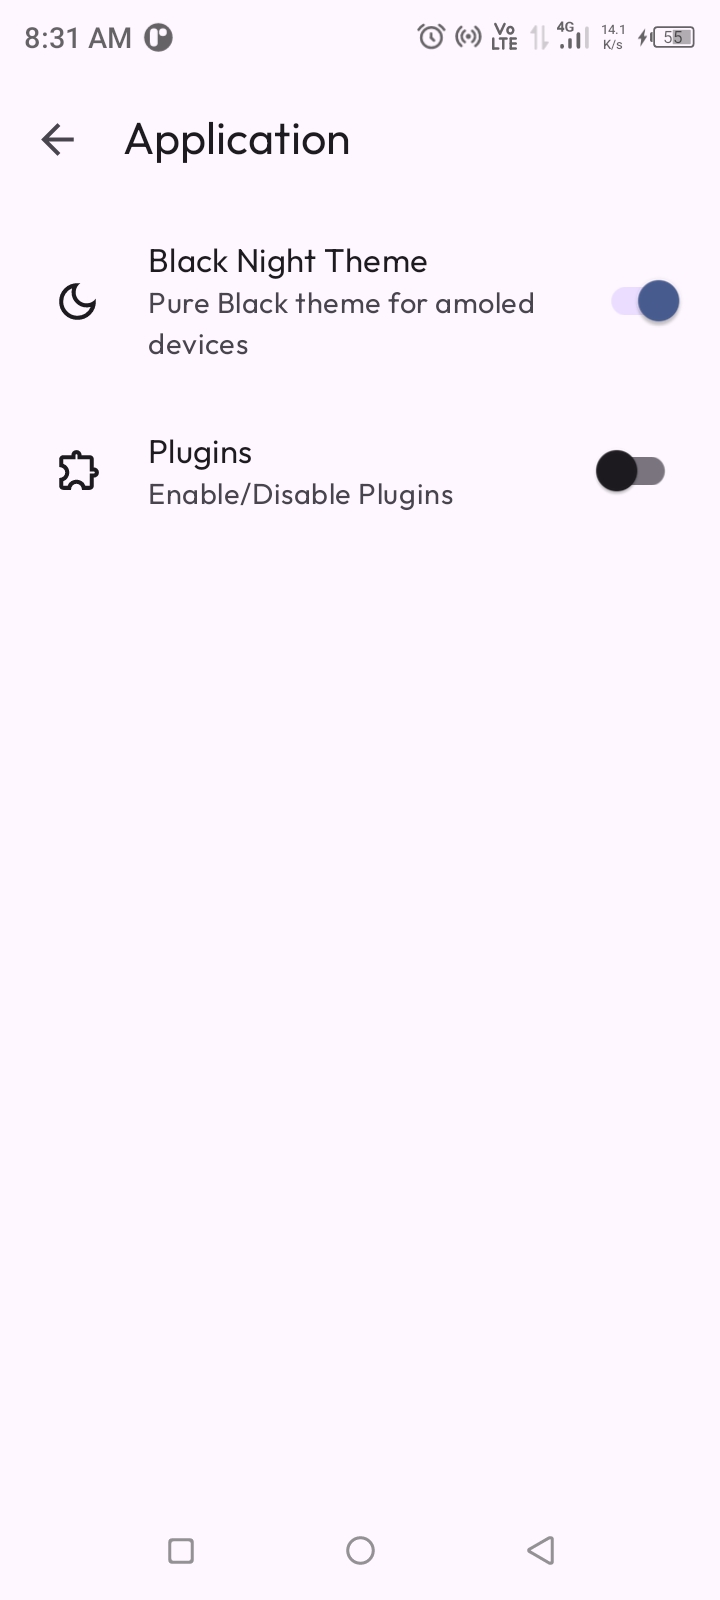 8:31 AM
Vo LTE 4G 14.1 K/s 55
Application
Black Night Theme
Pure Black theme for amoled
devices
Plugins
Enable/Disable Plugins